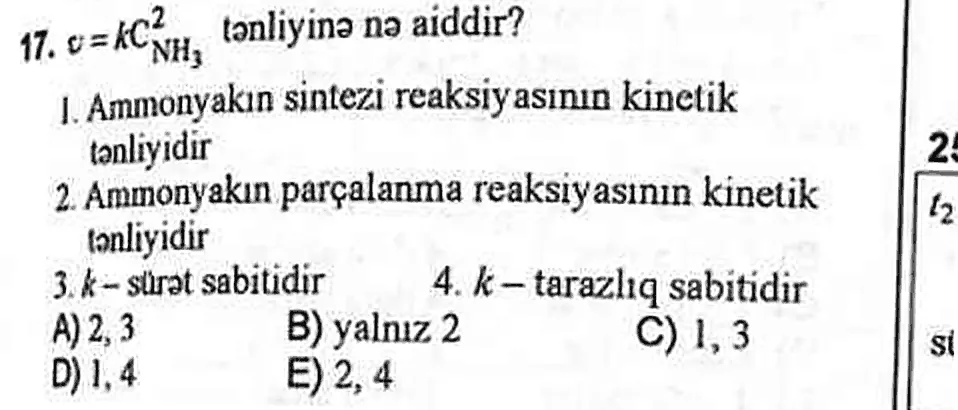 17. υ = kC²NH₃ tənliyinə nə aiddir?
1. Ammonyakın sintezi reaksiyasının kinetik
tənliyidir
2. Ammonyakın parçalanma reaksiyasının kinetik
tənliyidir
3. k – sürət sabitidir 4. k – tarazlıq sabitidir
A) 2, 3 B) yalnız 2 C) 1, 3
D) 1, 4 E) 2, 4
t₂